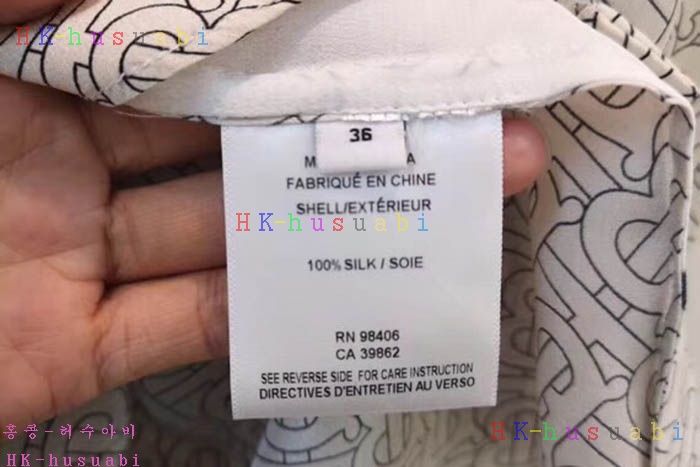 HK-husuabi
36
M A
FABRIQUÉ EN CHINE
SHELL/EXTÉRIEUR
HK-husuabi
100% SILK / SOIE
RN 98406
CA 39862
SEE REVERSE SIDE FOR CARE INSTRUCTION
DIRECTIVES D'ENTRETIEN AU VERSO
홍콩-허수아비
HK-husuabi
HK-husuabi